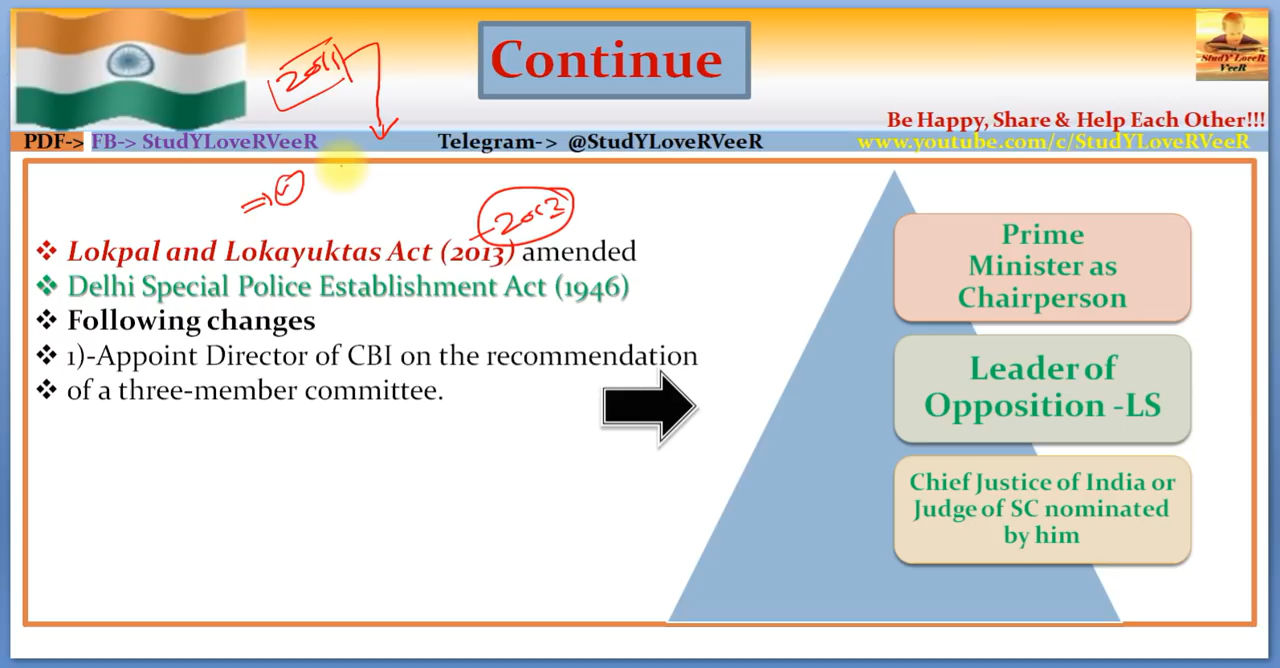 Continue
StudY LoveR
VeeR
2011
Be Happy, Share & Help Each Other!!!
PDF-> FB-> StudYLoveRVeeR
Telegram-> @StudYLoveRVeeR
www.youtube.com/c/StudYLoveRVeeR
2013
❖ Lokpal and Lokayuktas Act (2013) amended
❖ Delhi Special Police Establishment Act (1946)
❖ Following changes
❖ 1)-Appoint Director of CBI on the recommendation
❖ of a three-member committee.
Prime
Minister as
Chairperson
Leader of
Opposition -LS
Chief Justice of India or
Judge of SC nominated
by him